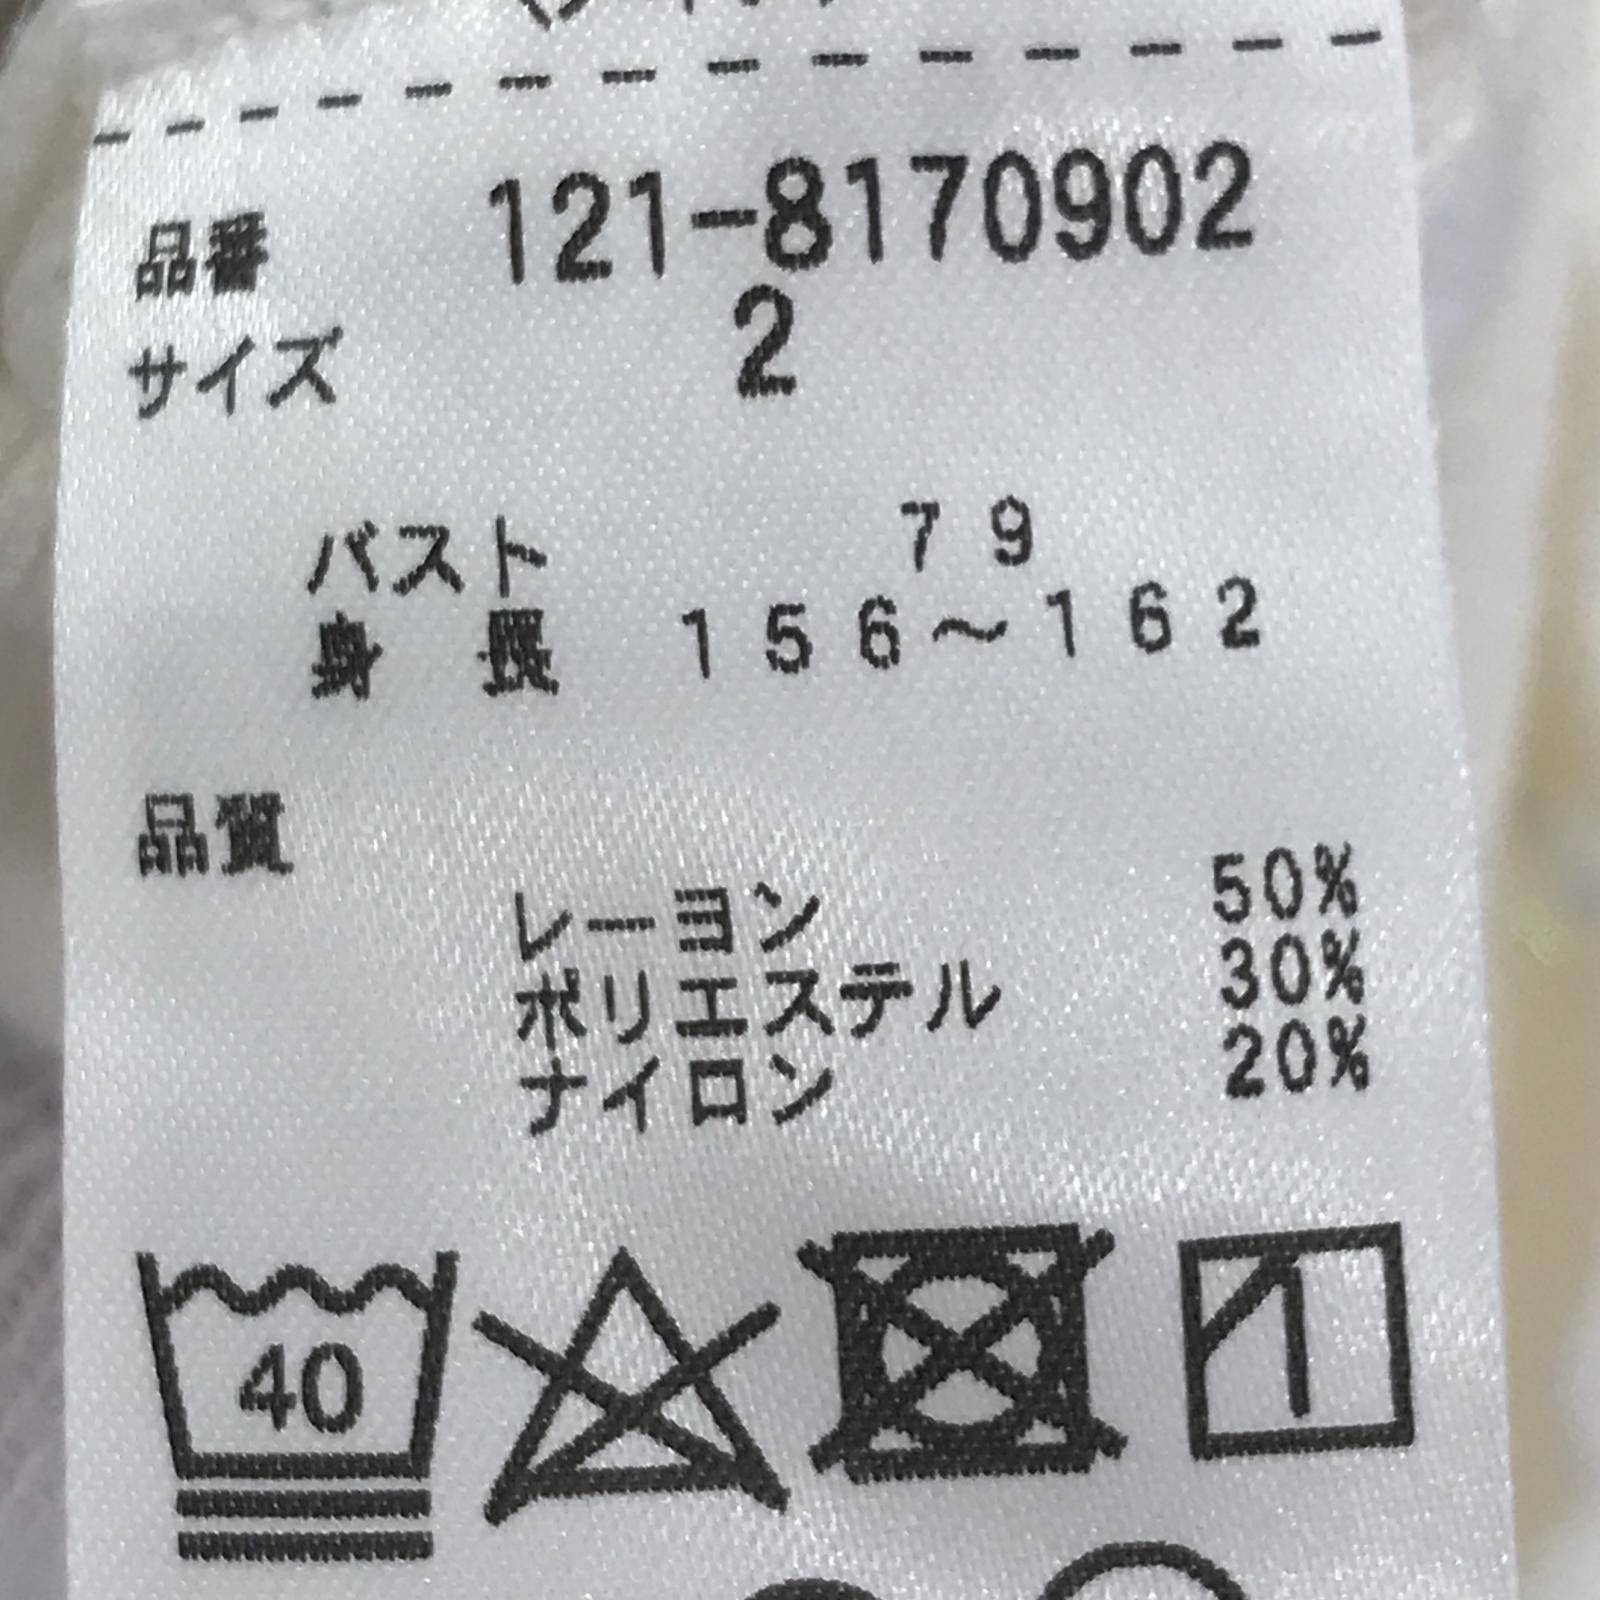 品番 121-8170902
サイズ 2
バスト 79
身長 156～162
品質
レーヨン 50%
ポリエステル 30%
ナイロン 20%
40